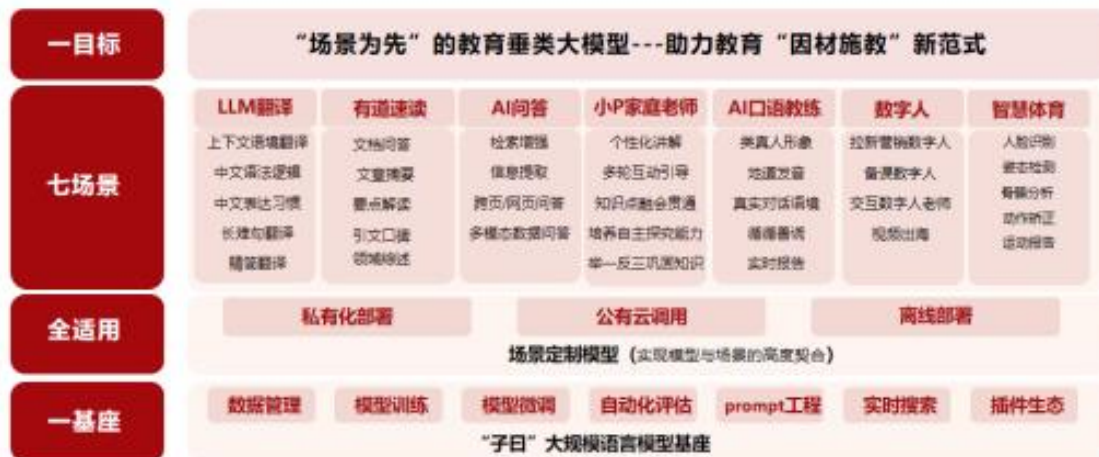 一目标
“场景为先”的教育垂类大模型---助力教育“因材施教”新范式
七场景
LLM翻译
上下文语境翻译
中文语法逻辑
中文表达习惯
长难句翻译
精简翻译
有道速读
文档问答
文章摘要
要点解读
引文口碑
领域综述
AI问答
检索增强
信息提取
跨页/网页问答
多模态数据问答
小P家庭老师
个性化讲解
多轮互动引导
知识点融会贯通
培养自主探究能力
举一反三巩固知识
AI口语教练
类真人形象
地道发音
真实对话语境
循循善诱
实时报告
数字人
拉新营销数字人
备课数字人
交互数字人老师
视频出海
智慧体育
人脸识别
姿态检测
骨骼分析
动作矫正
运动报告
全适用
私有化部署
公有云调用
离线部署
场景定制模型（实现模型与场景的高度契合）
一基座
数据管理
模型训练
模型微调
自动化评估
prompt工程
实时搜索
插件生态
“子曰”大规模语言模型基座